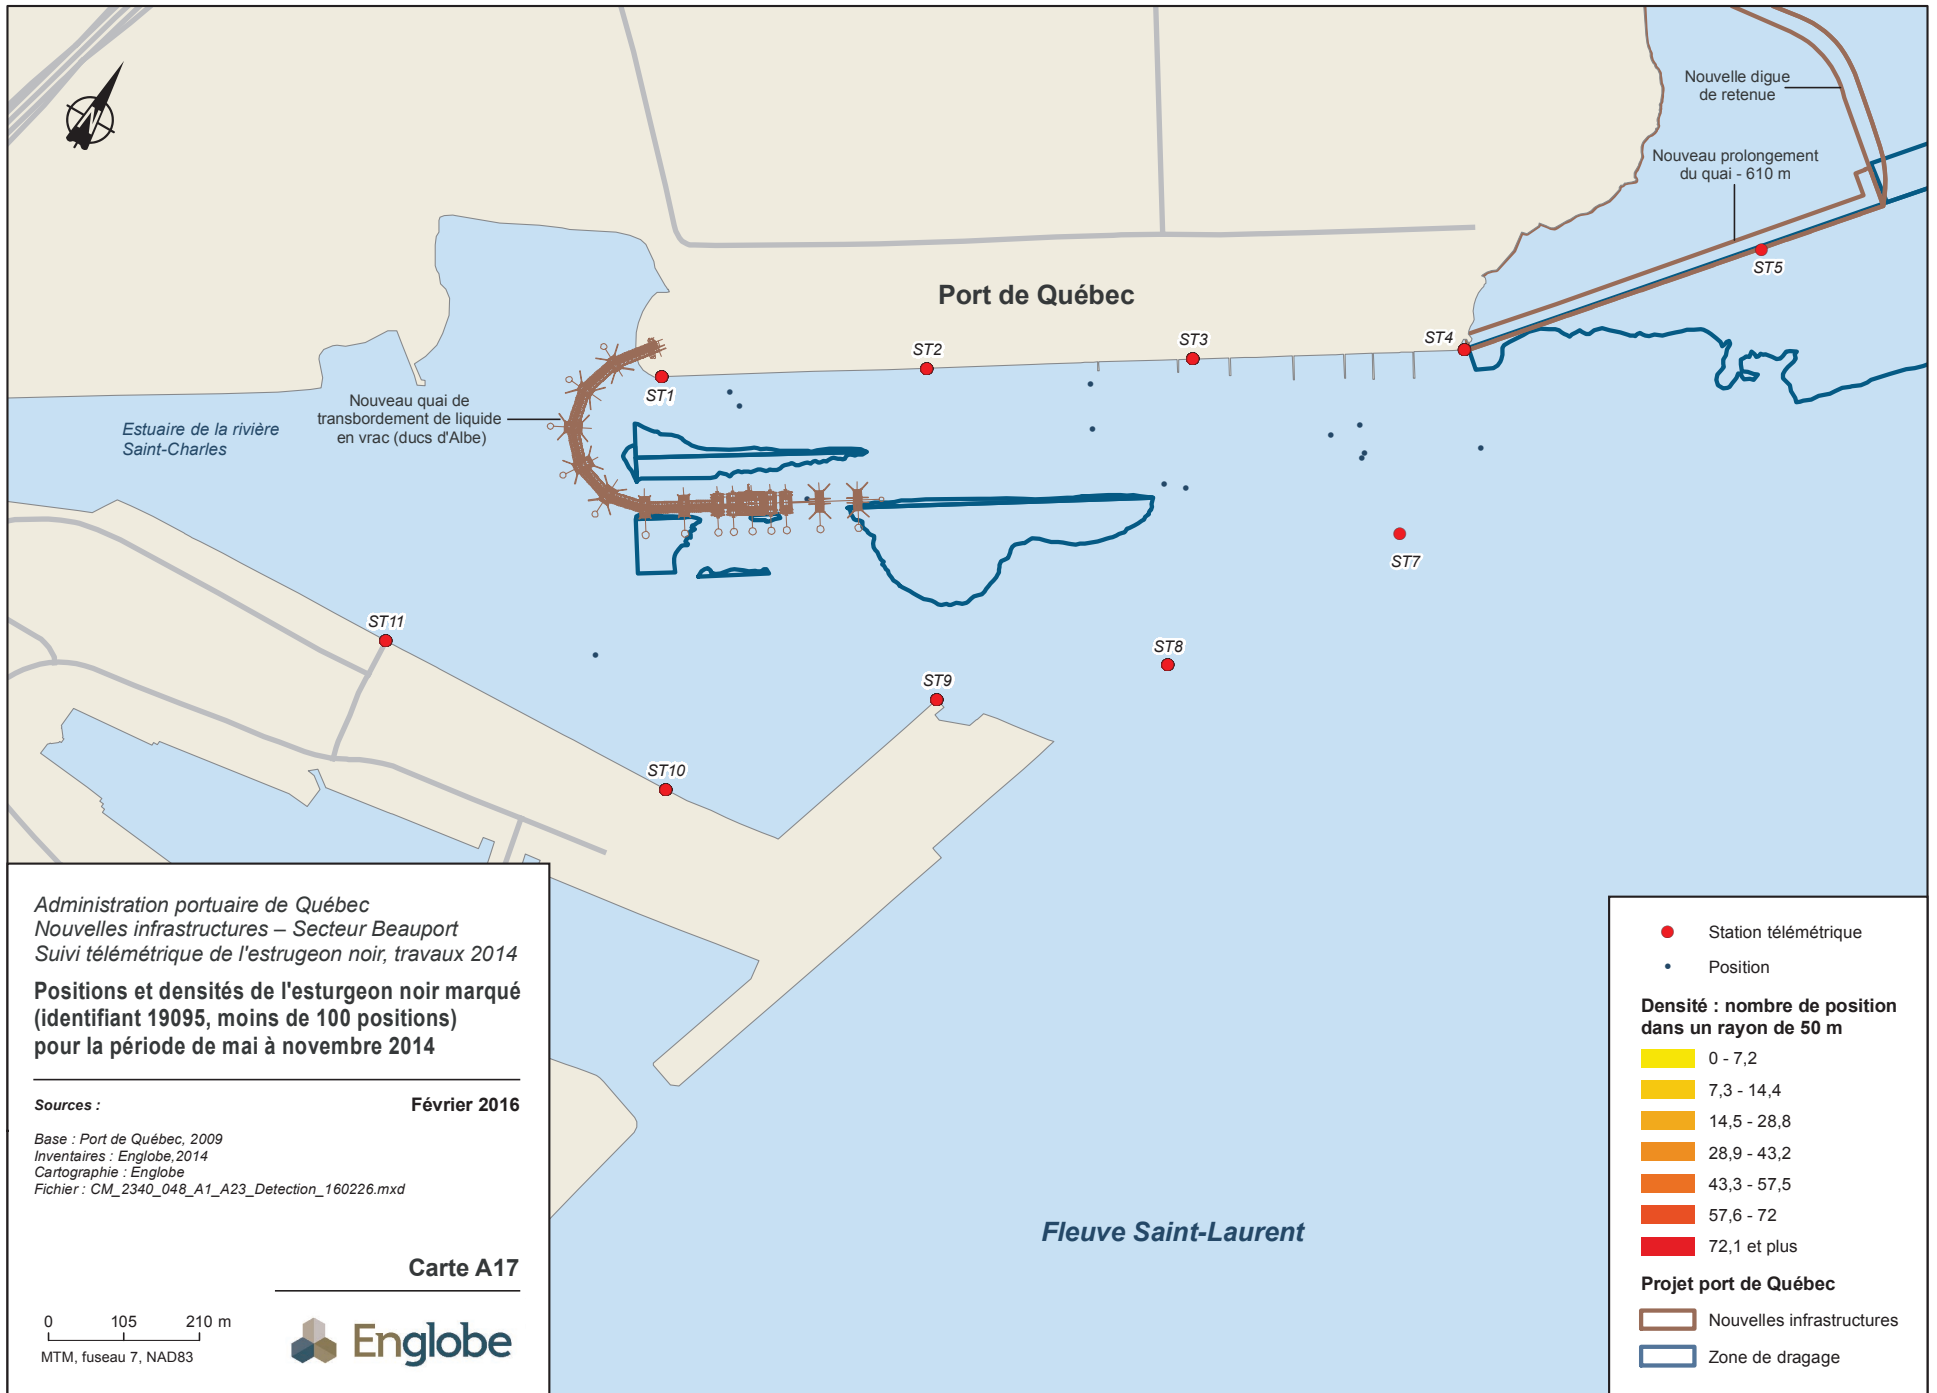 Nouvelle digue
de retenue
Nouveau prolongement
du quai - 610 m
N
ST5
Port de Québec
ST4
ST3
ST2
ST1
Nouveau quai de
transbordement de liquide
en vrac (ducs d'Albe)
Estuaire de la rivière
Saint-Charles
ST7
ST11
ST8
ST9
ST10
Fleuve Saint-Laurent
Administration portuaire de Québec
Nouvelles infrastructures – Secteur Beauport
Suivi télémétrique de l'estrugeon noir, travaux 2014
Positions et densités de l'esturgeon noir marqué
(identifiant 19095, moins de 100 positions)
pour la période de mai à novembre 2014
Sources : Février 2016
Base : Port de Québec, 2009
Inventaires : Englobe,2014
Cartographie : Englobe
Fichier : CM_2340_048_A1_A23_Detection_160226.mxd
Carte A17
0 105 210 m
MTM, fuseau 7, NAD83
Englobe
Station télémétrique
Position
Densité : nombre de position
dans un rayon de 50 m
0 - 7,2
7,3 - 14,4
14,5 - 28,8
28,9 - 43,2
43,3 - 57,5
57,6 - 72
72,1 et plus
Projet port de Québec
Nouvelles infrastructures
Zone de dragage